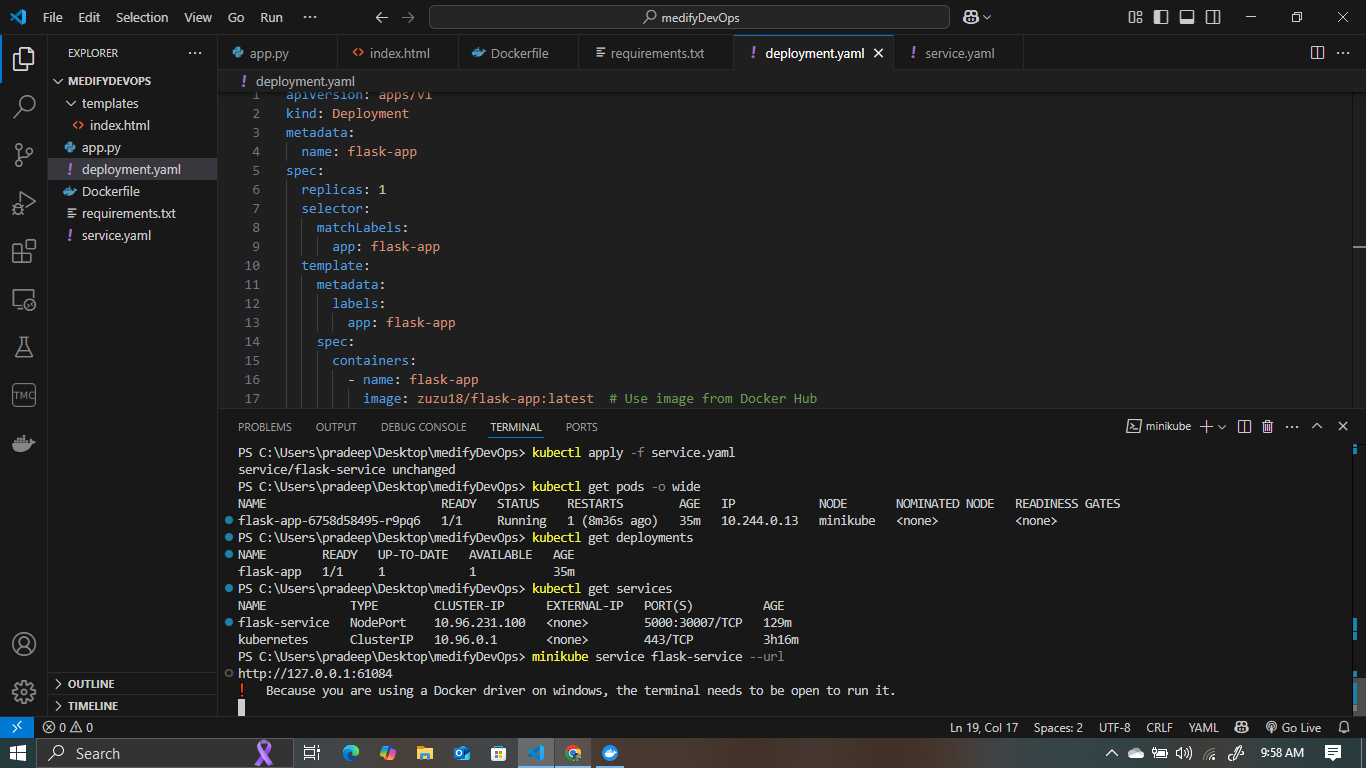 File Edit Selection View Go Run ··· medifyDevOps
EXPLORER ···
MEDIFYDEVOPS
templates
index.html
app.py
deployment.yaml
Dockerfile
requirements.txt
service.yaml
OUTLINE
TIMELINE
app.py index.html Dockerfile requirements.txt deployment.yaml service.yaml
deployment.yaml
1 apiVersion: apps/v1
2 kind: Deployment
3 metadata:
4 name: flask-app
5 spec:
6 replicas: 1
7 selector:
8 matchLabels:
9 app: flask-app
10 template:
11 metadata:
12 labels:
13 app: flask-app
14 spec:
15 containers:
16 - name: flask-app
17 image: zuzu18/flask-app:latest # Use image from Docker Hub
PROBLEMS OUTPUT DEBUG CONSOLE TERMINAL PORTS minikube
PS C:\Users\pradeep\Desktop\medifyDevOps> kubectl apply -f service.yaml
service/flask-service unchanged
PS C:\Users\pradeep\Desktop\medifyDevOps> kubectl get pods -o wide
NAME READY STATUS RESTARTS AGE IP NODE NOMINATED NODE READINESS GATES
flask-app-6758d58495-r9pq6 1/1 Running 1 (8m36s ago) 35m 10.244.0.13 minikube <none> <none>
PS C:\Users\pradeep\Desktop\medifyDevOps> kubectl get deployments
NAME READY UP-TO-DATE AVAILABLE AGE
flask-app 1/1 1 1 35m
PS C:\Users\pradeep\Desktop\medifyDevOps> kubectl get services
NAME TYPE CLUSTER-IP EXTERNAL-IP PORT(S) AGE
flask-service NodePort 10.96.231.100 <none> 5000:30007/TCP 129m
kubernetes ClusterIP 10.96.0.1 <none> 443/TCP 3h16m
PS C:\Users\pradeep\Desktop\medifyDevOps> minikube service flask-service --url
http://127.0.0.1:61084
! Because you are using a Docker driver on windows, the terminal needs to be open to run it.
TMC
0 0 Ln 19, Col 17 Spaces: 2 UTF-8 CRLF YAML Go Live
Search 9:58 AM